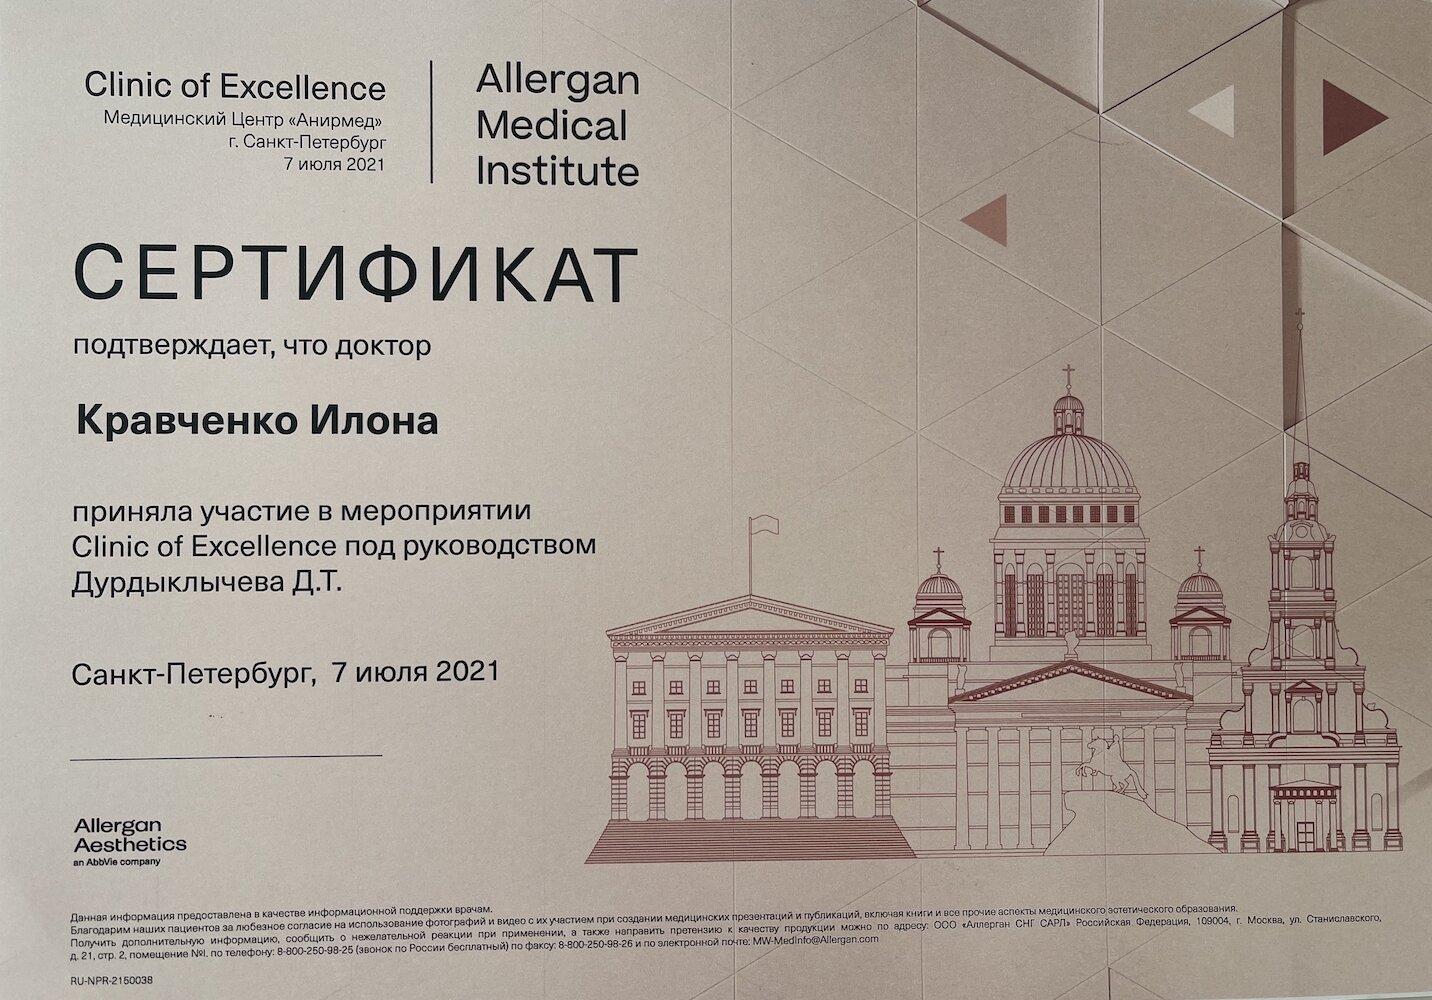 Clinic of Excellence
Медицинский Центр «Анирмед»
г. Санкт-Петербург
7 июля 2021
Allergan
Medical
Institute
СЕРТИФИКАТ
подтверждает, что доктор
Кравченко Илона
приняла участие в мероприятии
Clinic of Excellence под руководством
Дурдыклычева Д.Т.
Санкт-Петербург, 7 июля 2021
Allergan
Aesthetics
an AbbVie company
Данная информация предоставлена в качестве информационной поддержки врачам.
Благодарим наших пациентов за любезное согласие на использование фотографий и видео с их участием при создании медицинских презентаций и публикаций, включая книги и все прочие аспекты медицинского эстетического образования.
Получить дополнительную информацию, сообщить о нежелательной реакции при применении, а также направить претензию к качеству продукции можно по адресу: ООО «Аллерган СНГ САРЛ» Российская Федерация, 109004, г. Москва, ул. Станиславского,
д. 21, стр. 2, помещение №I. по телефону: 8-800-250-98-25 (звонок по России бесплатный) по факсу: 8-800-250-98-26 и по электронной почте: MW-MedInfo@Allergan.com
RU-NPR-2150038